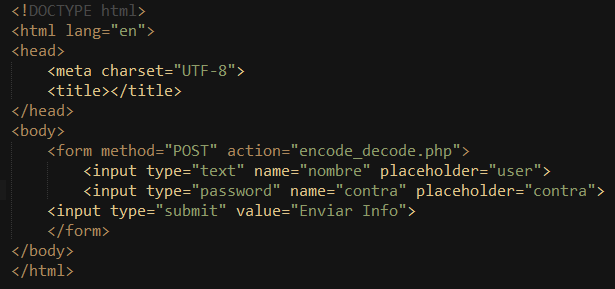 <!DOCTYPE html>
<html lang="en">
<head>
<meta charset="UTF-8">
<title></title>
</head>
<body>
<form method="POST" action="encode_decode.php">
<input type="text" name="nombre" placeholder="user">
<input type="password" name="contra" placeholder="contra">
<input type="submit" value="Enviar Info">
</form>
</body>
</html>